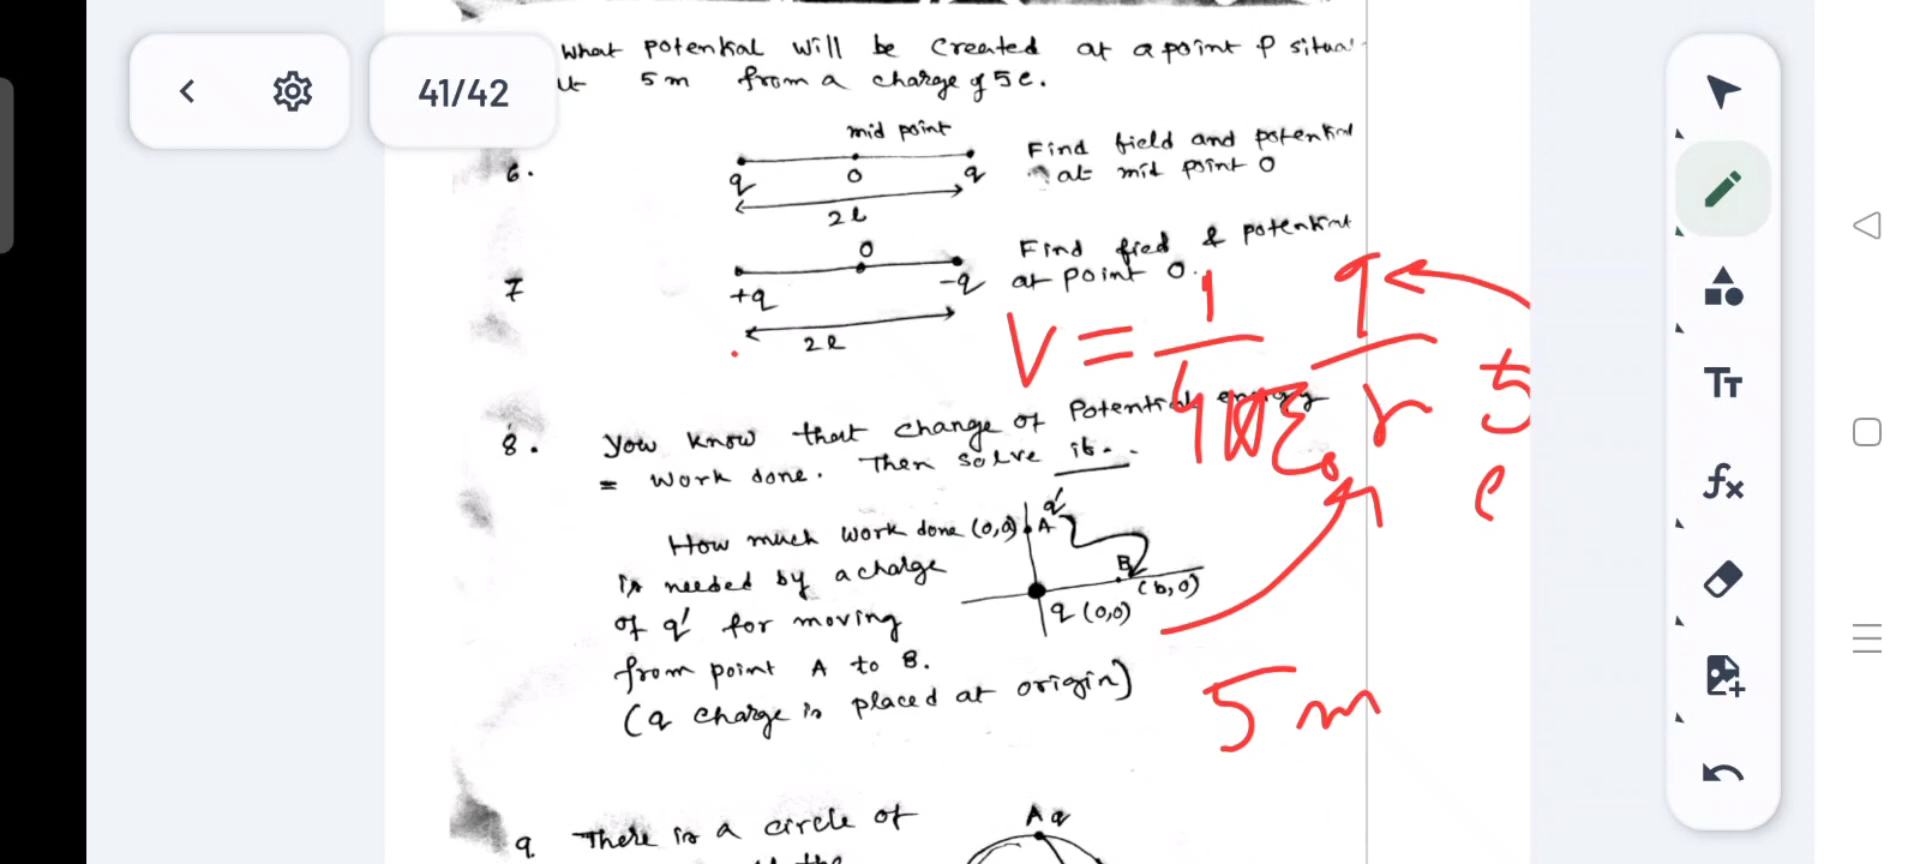 41/42
What potential will be created at a point P situa
5 m from a charge of 5 C.
mid point
6.
q O q
2l
Find field and potential
at mid point O
7
O
+q -q
2l
Find fied & potential
at point O.
V = 1 q
4πε₀ r
5
C
8. You know that change of Potential energy
= work done. Then solve it.
How much work done (0,a) A q'
is needed by a charge B
(b,0)
of q' for moving q (0,0)
from point A to B.
(q charge is placed at origin)
5 m
9. There is a circle of A q
TT
fx